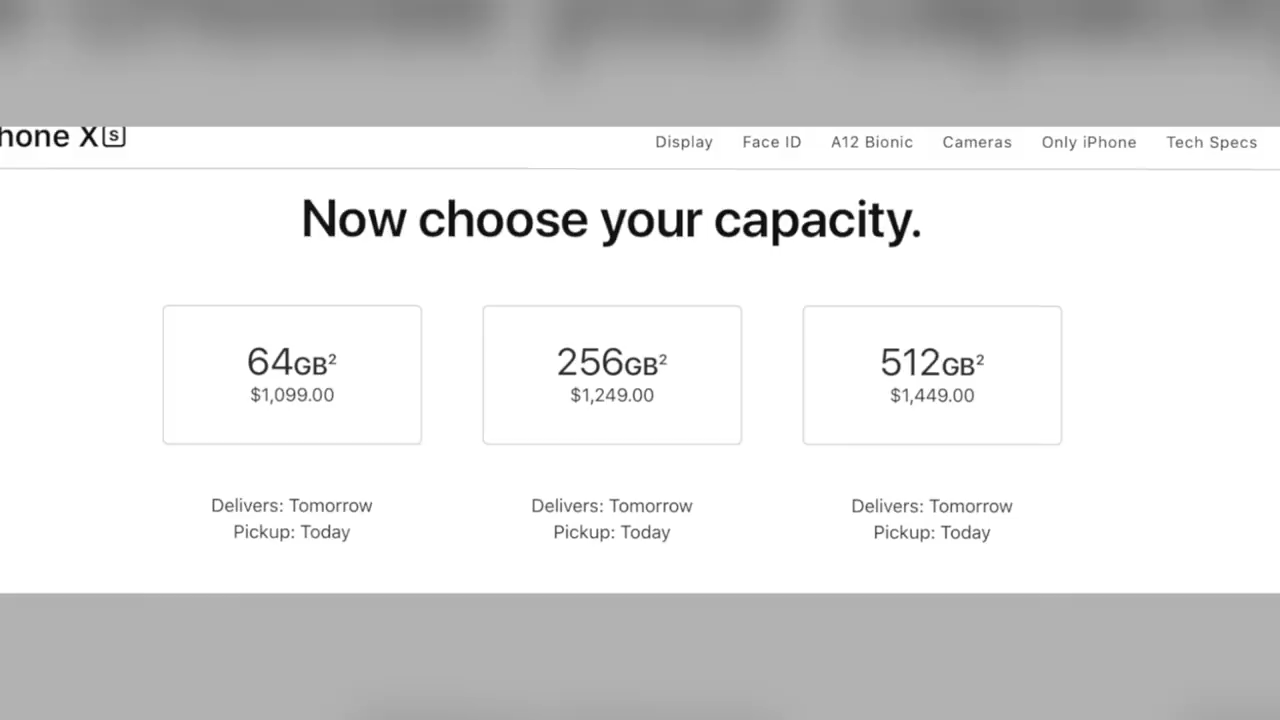 hone XS
Display Face ID A12 Bionic Cameras Only iPhone Tech Specs
Now choose your capacity.
64GB²
$1,099.00
256GB²
$1,249.00
512GB²
$1,449.00
Delivers: Tomorrow
Pickup: Today
Delivers: Tomorrow
Pickup: Today
Delivers: Tomorrow
Pickup: Today